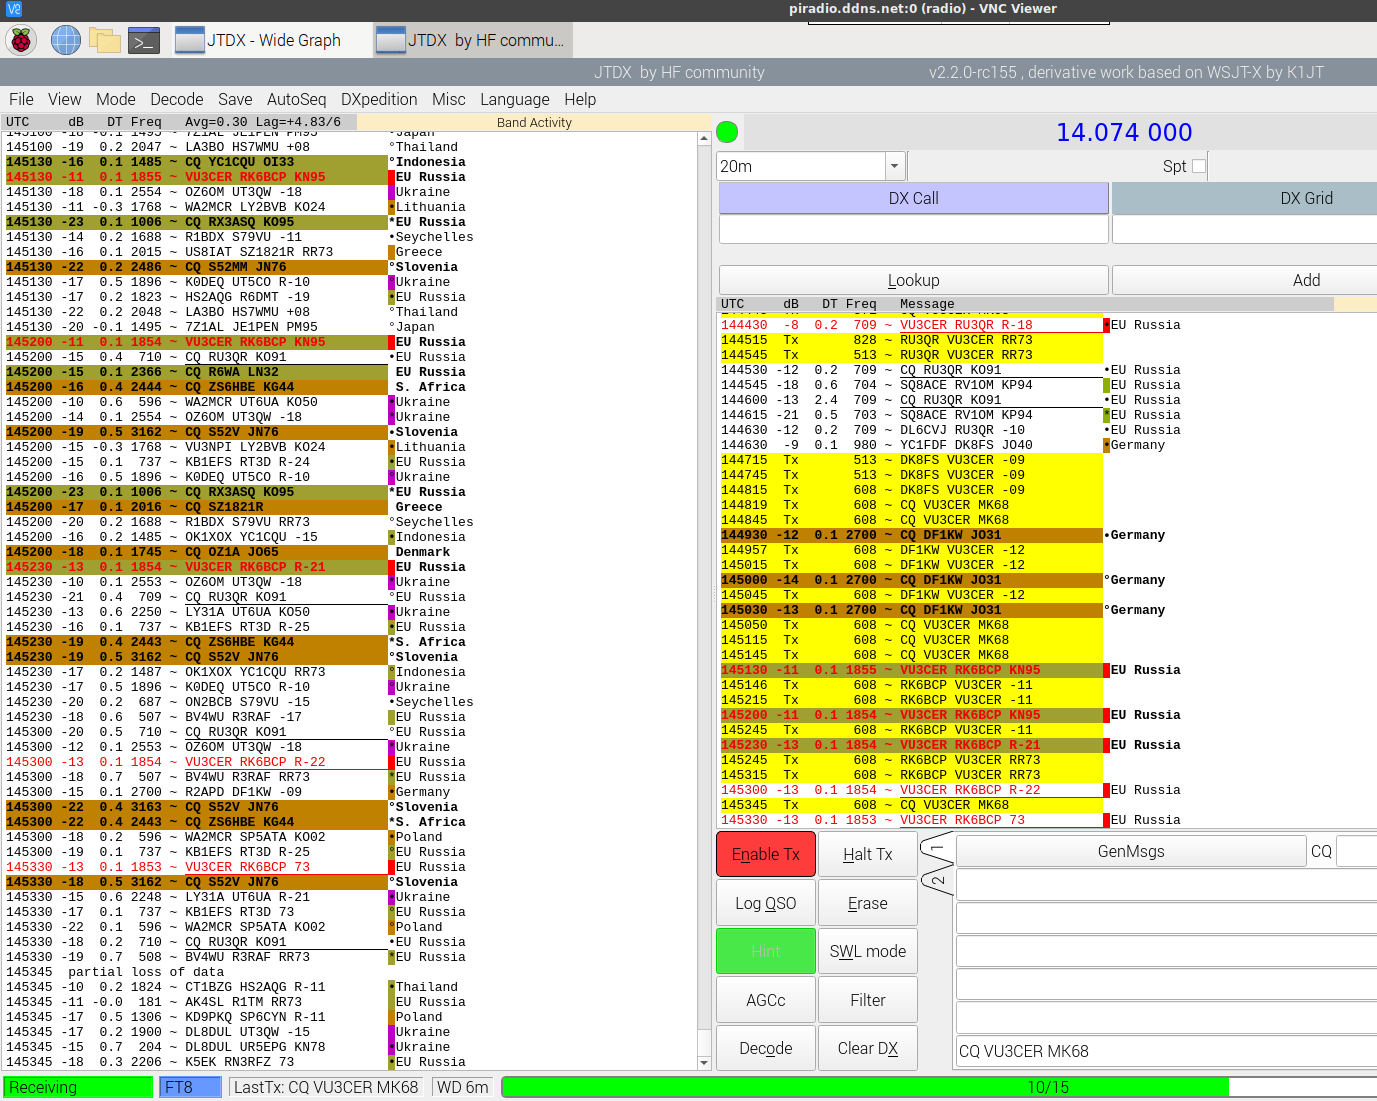 piradio.ddns.net:0 (radio) - VNC Viewer
JTDX - Wide Graph
JTDX by HF commu...
JTDX by HF community v2.2.0-rc155 , derivative work based on WSJT-X by K1JT
File View Mode Decode Save AutoSeq DXpedition Misc Language Help
UTC dB DT Freq Avg=0.30 Lag=+4.83/6
Band Activity
145100 -18 -0.1 1495 ~ 7Z1AL JE1PEN PM95 °Japan
145100 -19 0.2 2047 ~ LA3BO HS7WMU +08 °Thailand
145130 -16 0.1 1485 ~ CQ YC1CQU OI33 °Indonesia
145130 -11 0.1 1855 ~ VU3CER RK6BCP KN95 EU Russia
145130 -18 0.1 2554 ~ OZ6OM UT3QW -18 Ukraine
145130 -11 -0.3 1768 ~ WA2MCR LY2BVB KO24 •Lithuania
145130 -23 0.1 1006 ~ CQ RX3ASQ KO95 *EU Russia
145130 -14 0.2 1688 ~ R1BDX S79VU -11 •Seychelles
145130 -16 0.1 2015 ~ US8IAT SZ1821R RR73 Greece
145130 -22 0.2 2486 ~ CQ S52MM JN76 °Slovenia
145130 -17 0.5 1896 ~ K0DEQ UT5CO R-10 °Ukraine
145130 -17 0.2 1823 ~ HS2AQG R6DMT -19 •EU Russia
145130 -22 0.2 2048 ~ LA3BO HS7WMU +08 °Thailand
145130 -20 -0.1 1495 ~ 7Z1AL JE1PEN PM95 °Japan
145200 -11 0.1 1854 ~ VU3CER RK6BCP KN95 EU Russia
145200 -15 0.4 710 ~ CQ RU3QR KO91 •EU Russia
145200 -15 0.1 2366 ~ CQ R6WA LN32 EU Russia
145200 -16 0.4 2444 ~ CQ ZS6HBE KG44 S. Africa
145200 -10 0.6 596 ~ WA2MCR UT6UA KO50 •Ukraine
145200 -14 0.1 2554 ~ OZ6OM UT3QW -18 *Ukraine
145200 -19 0.5 3162 ~ CQ S52V JN76 •Slovenia
145200 -15 -0.3 1768 ~ VU3NPI LY2BVB KO24 •Lithuania
145200 -15 0.1 737 ~ KB1EFS RT3D R-24 •EU Russia
145200 -16 0.5 1896 ~ K0DEQ UT5CO R-10 °Ukraine
145200 -23 0.1 1006 ~ CQ RX3ASQ KO95 *EU Russia
145200 -17 0.1 2016 ~ CQ SZ1821R Greece
145200 -20 0.2 1688 ~ R1BDX S79VU RR73 °Seychelles
145200 -16 0.2 1485 ~ OK1XOX YC1CQU -15 •Indonesia
145200 -18 0.1 1745 ~ CQ OZ1A JO65 Denmark
145230 -13 0.1 1854 ~ VU3CER RK6BCP R-21 EU Russia
145230 -10 0.1 2553 ~ OZ6OM UT3QW -18 *Ukraine
145230 -21 0.4 709 ~ CQ RU3QR KO91 °EU Russia
145230 -13 0.6 2250 ~ LY31A UT6UA KO50 •Ukraine
145230 -16 0.1 737 ~ KB1EFS RT3D R-25 •EU Russia
145230 -19 0.4 2443 ~ CQ ZS6HBE KG44 *S. Africa
145230 -19 0.5 3162 ~ CQ S52V JN76 °Slovenia
145230 -17 0.2 1487 ~ OK1XOX YC1CQU RR73 °Indonesia
145230 -17 0.5 1896 ~ K0DEQ UT5CO R-10 °Ukraine
145230 -20 0.2 687 ~ ON2BCB S79VU -15 •Seychelles
145230 -18 0.6 507 ~ BV4WU R3RAF -17 EU Russia
145300 -20 0.5 710 ~ CQ RU3QR KO91 °EU Russia
145300 -12 0.1 2553 ~ OZ6OM UT3QW -18 *Ukraine
145300 -13 0.1 1854 ~ VU3CER RK6BCP R-22 EU Russia
145300 -18 0.7 507 ~ BV4WU R3RAF RR73 *EU Russia
145300 -15 0.1 2700 ~ R2APD DF1KW -09 •Germany
145300 -22 0.4 3163 ~ CQ S52V JN76 °Slovenia
145300 -22 0.4 2443 ~ CQ ZS6HBE KG44 *S. Africa
145300 -18 0.2 596 ~ WA2MCR SP5ATA KO02 •Poland
145300 -19 0.1 737 ~ KB1EFS RT3D R-25 °EU Russia
145330 -13 0.1 1853 ~ VU3CER RK6BCP 73 EU Russia
145330 -18 0.5 3162 ~ CQ S52V JN76 °Slovenia
145330 -15 0.6 2248 ~ LY31A UT6UA R-21 •Ukraine
145330 -17 0.1 737 ~ KB1EFS RT3D 73 °EU Russia
145330 -22 0.1 596 ~ WA2MCR SP5ATA KO02 °Poland
145330 -18 0.2 710 ~ CQ RU3QR KO91 •EU Russia
145330 -19 0.7 508 ~ BV4WU R3RAF RR73 *EU Russia
145345 partial loss of data
145345 -10 0.2 1824 ~ CT1BZG HS2AQG R-11 •Thailand
145345 -11 -0.0 181 ~ AK4SL R1TM RR73 EU Russia
145345 -17 0.5 1306 ~ KD9PKQ SP6CYN R-11 Poland
145345 -17 0.2 1900 ~ DL8DUL UT3QW -15 Ukraine
145345 -15 0.7 204 ~ DL8DUL UR5EPG KN78 •Ukraine
145345 -18 0.3 2206 ~ K5EK RN3RFZ 73 •EU Russia
14.074 000
20m
Spt
DX Call DX Grid
Lookup Add
UTC dB DT Freq Message
144430 -8 0.2 709 ~ VU3CER RU3QR R-18 •EU Russia
144515 Tx 828 ~ RU3QR VU3CER RR73
144545 Tx 513 ~ RU3QR VU3CER RR73
144530 -12 0.2 709 ~ CQ RU3QR KO91 •EU Russia
144545 -18 0.6 704 ~ SQ8ACE RV1OM KP94 EU Russia
144600 -13 2.4 709 ~ CQ RU3QR KO91 •EU Russia
144615 -21 0.5 703 ~ SQ8ACE RV1OM KP94 *EU Russia
144630 -12 0.2 709 ~ DL6CVJ RU3QR -10 •EU Russia
144630 -9 0.1 980 ~ YC1FDF DK8FS JO40 •Germany
144715 Tx 513 ~ DK8FS VU3CER -09
144745 Tx 513 ~ DK8FS VU3CER -09
144815 Tx 608 ~ DK8FS VU3CER -09
144819 Tx 608 ~ CQ VU3CER MK68
144845 Tx 608 ~ CQ VU3CER MK68
144930 -12 0.1 2700 ~ CQ DF1KW JO31 •Germany
144957 Tx 608 ~ DF1KW VU3CER -12
145015 Tx 608 ~ DF1KW VU3CER -12
145000 -14 0.1 2700 ~ CQ DF1KW JO31 °Germany
145045 Tx 608 ~ DF1KW VU3CER -12
145030 -13 0.1 2700 ~ CQ DF1KW JO31 °Germany
145050 Tx 608 ~ CQ VU3CER MK68
145115 Tx 608 ~ CQ VU3CER MK68
145145 Tx 608 ~ CQ VU3CER MK68
145130 -11 0.1 1855 ~ VU3CER RK6BCP KN95 EU Russia
145146 Tx 608 ~ RK6BCP VU3CER -11
145215 Tx 608 ~ RK6BCP VU3CER -11
145200 -11 0.1 1854 ~ VU3CER RK6BCP KN95 EU Russia
145245 Tx 608 ~ RK6BCP VU3CER -11
145230 -13 0.1 1854 ~ VU3CER RK6BCP R-21 EU Russia
145245 Tx 608 ~ RK6BCP VU3CER RR73
145315 Tx 608 ~ RK6BCP VU3CER RR73
145300 -13 0.1 1854 ~ VU3CER RK6BCP R-22 EU Russia
145345 Tx 608 ~ CQ VU3CER MK68
145330 -13 0.1 1853 ~ VU3CER RK6BCP 73 EU Russia
Enable Tx Halt Tx
Log QSO Erase
Hint SWL mode
AGCc Filter
Decode Clear DX
1
2
GenMsgs CQ
CQ VU3CER MK68
Receiving FT8 LastTx: CQ VU3CER MK68 WD 6m 10/15